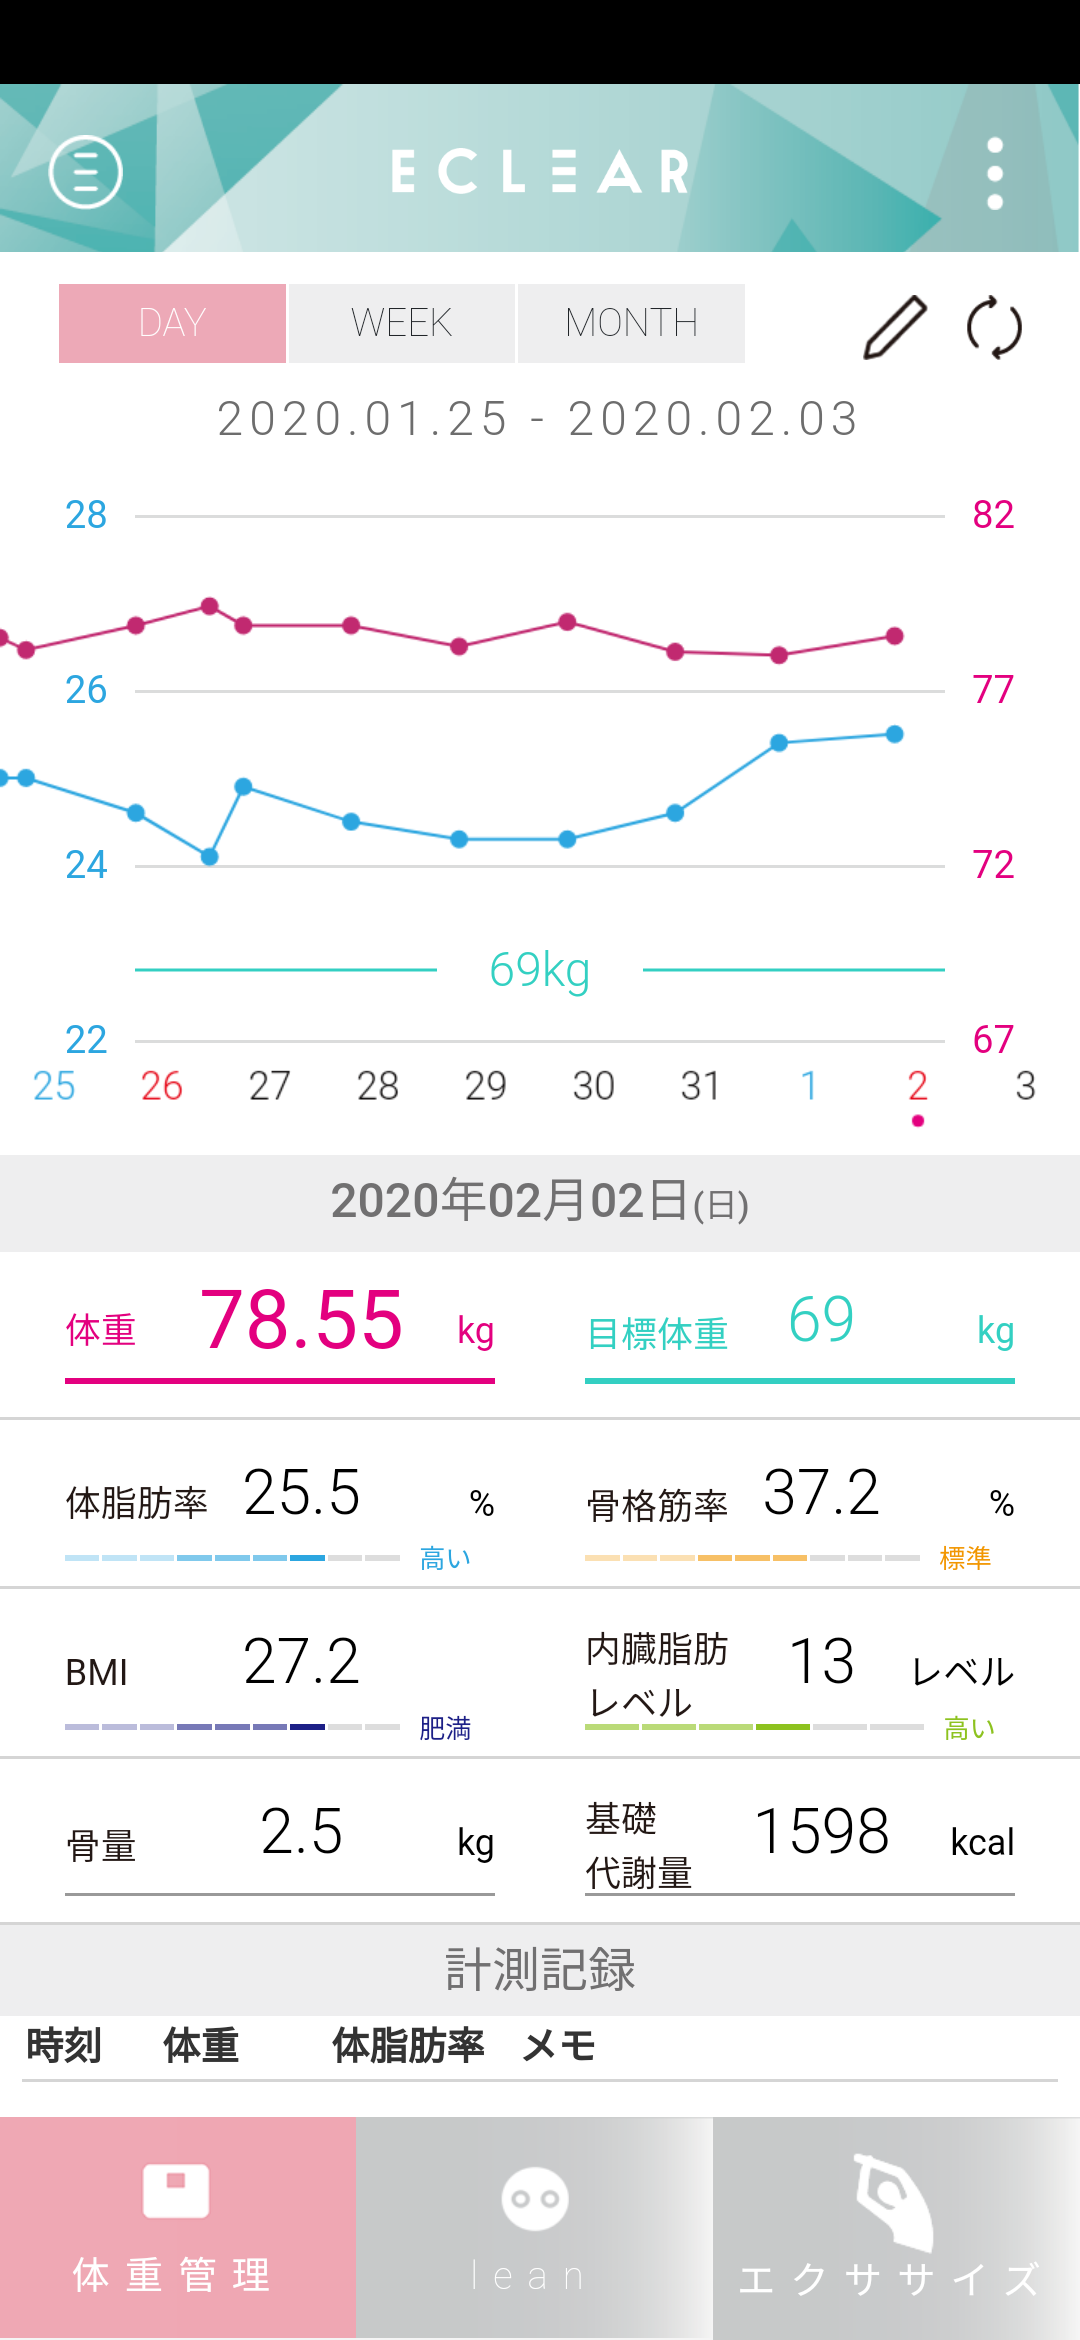 ECLEAR
DAY WEEK MONTH
2020.01.25 - 2020.02.03
28 82
26 77
24 72
69kg
22 67
25 26 27 28 29 30 31 1 2 3
2020年02月02日(日)
体重 78.55 kg 目標体重 69 kg
体脂肪率 25.5 % 骨格筋率 37.2 %
高い 標準
BMI 27.2 内臓脂肪レベル 13 レベル
肥満 高い
骨量 2.5 kg 基礎代謝量 1598 kcal
計測記録
時刻 体重 体脂肪率 メモ
体重管理 lean エクササイズ